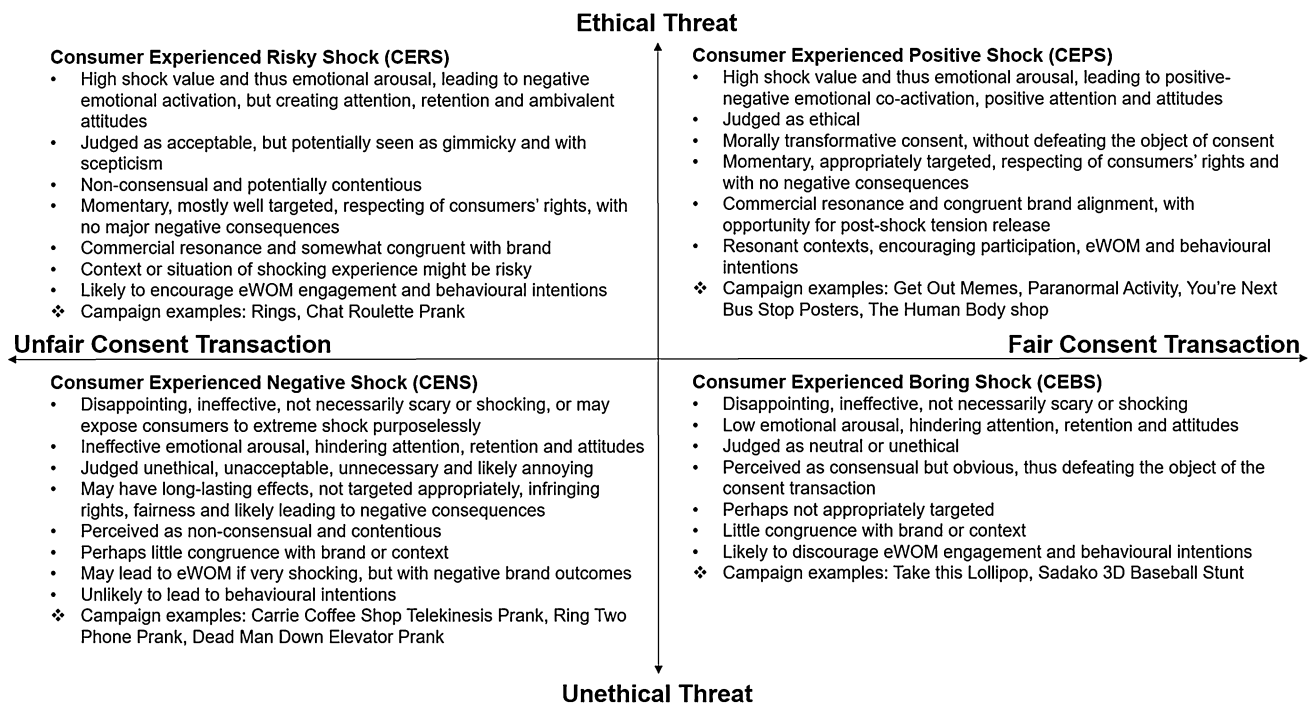 Ethical Threat
Consumer Experienced Risky Shock (CERS)
• High shock value and thus emotional arousal, leading to negative
emotional activation, but creating attention, retention and ambivalent
attitudes
• Judged as acceptable, but potentially seen as gimmicky and with
scepticism
• Non-consensual and potentially contentious
• Momentary, mostly well targeted, respecting of consumers’ rights, with
no major negative consequences
• Commercial resonance and somewhat congruent with brand
• Context or situation of shocking experience might be risky
• Likely to encourage eWOM engagement and behavioural intentions
❖ Campaign examples: Rings, Chat Roulette Prank
Consumer Experienced Positive Shock (CEPS)
• High shock value and thus emotional arousal, leading to positive-
negative emotional co-activation, positive attention and attitudes
• Judged as ethical
• Morally transformative consent, without defeating the object of consent
• Momentary, appropriately targeted, respecting of consumers’ rights and
with no negative consequences
• Commercial resonance and congruent brand alignment, with
opportunity for post-shock tension release
• Resonant contexts, encouraging participation, eWOM and behavioural
intentions
❖ Campaign examples: Get Out Memes, Paranormal Activity, You’re Next
Bus Stop Posters, The Human Body shop
Unfair Consent Transaction
Fair Consent Transaction
Consumer Experienced Negative Shock (CENS)
• Disappointing, ineffective, not necessarily scary or shocking, or may
expose consumers to extreme shock purposelessly
• Ineffective emotional arousal, hindering attention, retention and attitudes
• Judged unethical, unacceptable, unnecessary and likely annoying
• May have long-lasting effects, not targeted appropriately, infringing
rights, fairness and likely leading to negative consequences
• Perceived as non-consensual and contentious
• Perhaps little congruence with brand or context
• May lead to eWOM if very shocking, but with negative brand outcomes
• Unlikely to lead to behavioural intentions
❖ Campaign examples: Carrie Coffee Shop Telekinesis Prank, Ring Two
Phone Prank, Dead Man Down Elevator Prank
Consumer Experienced Boring Shock (CEBS)
• Disappointing, ineffective, not necessarily scary or shocking
• Low emotional arousal, hindering attention, retention and attitudes
• Judged as neutral or unethical
• Perceived as consensual but obvious, thus defeating the object of the
consent transaction
• Perhaps not appropriately targeted
• Little congruence with brand or context
• Likely to discourage eWOM engagement and behavioural intentions
❖ Campaign examples: Take this Lollipop, Sadako 3D Baseball Stunt
Unethical Threat